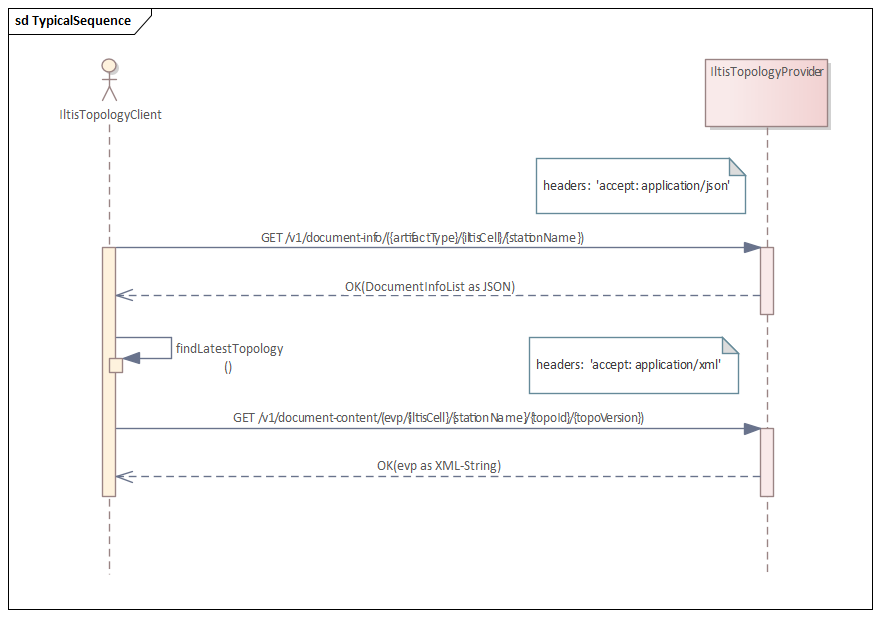 sd TypicalSequence
IltisTopologyClient
IltisTopologyProvider
headers: 'accept: application/json'
GET /v1/document-info/({artifactType}/{iltisCell}/{stationName})
OK(DocumentInfoList as JSON)
findLatestTopology
()
headers: 'accept: application/xml'
GET /v1/document-content/(evp/{iltisCell}/{stationName}/{topoId}/{topoVersion})
OK(evp as XML-String)